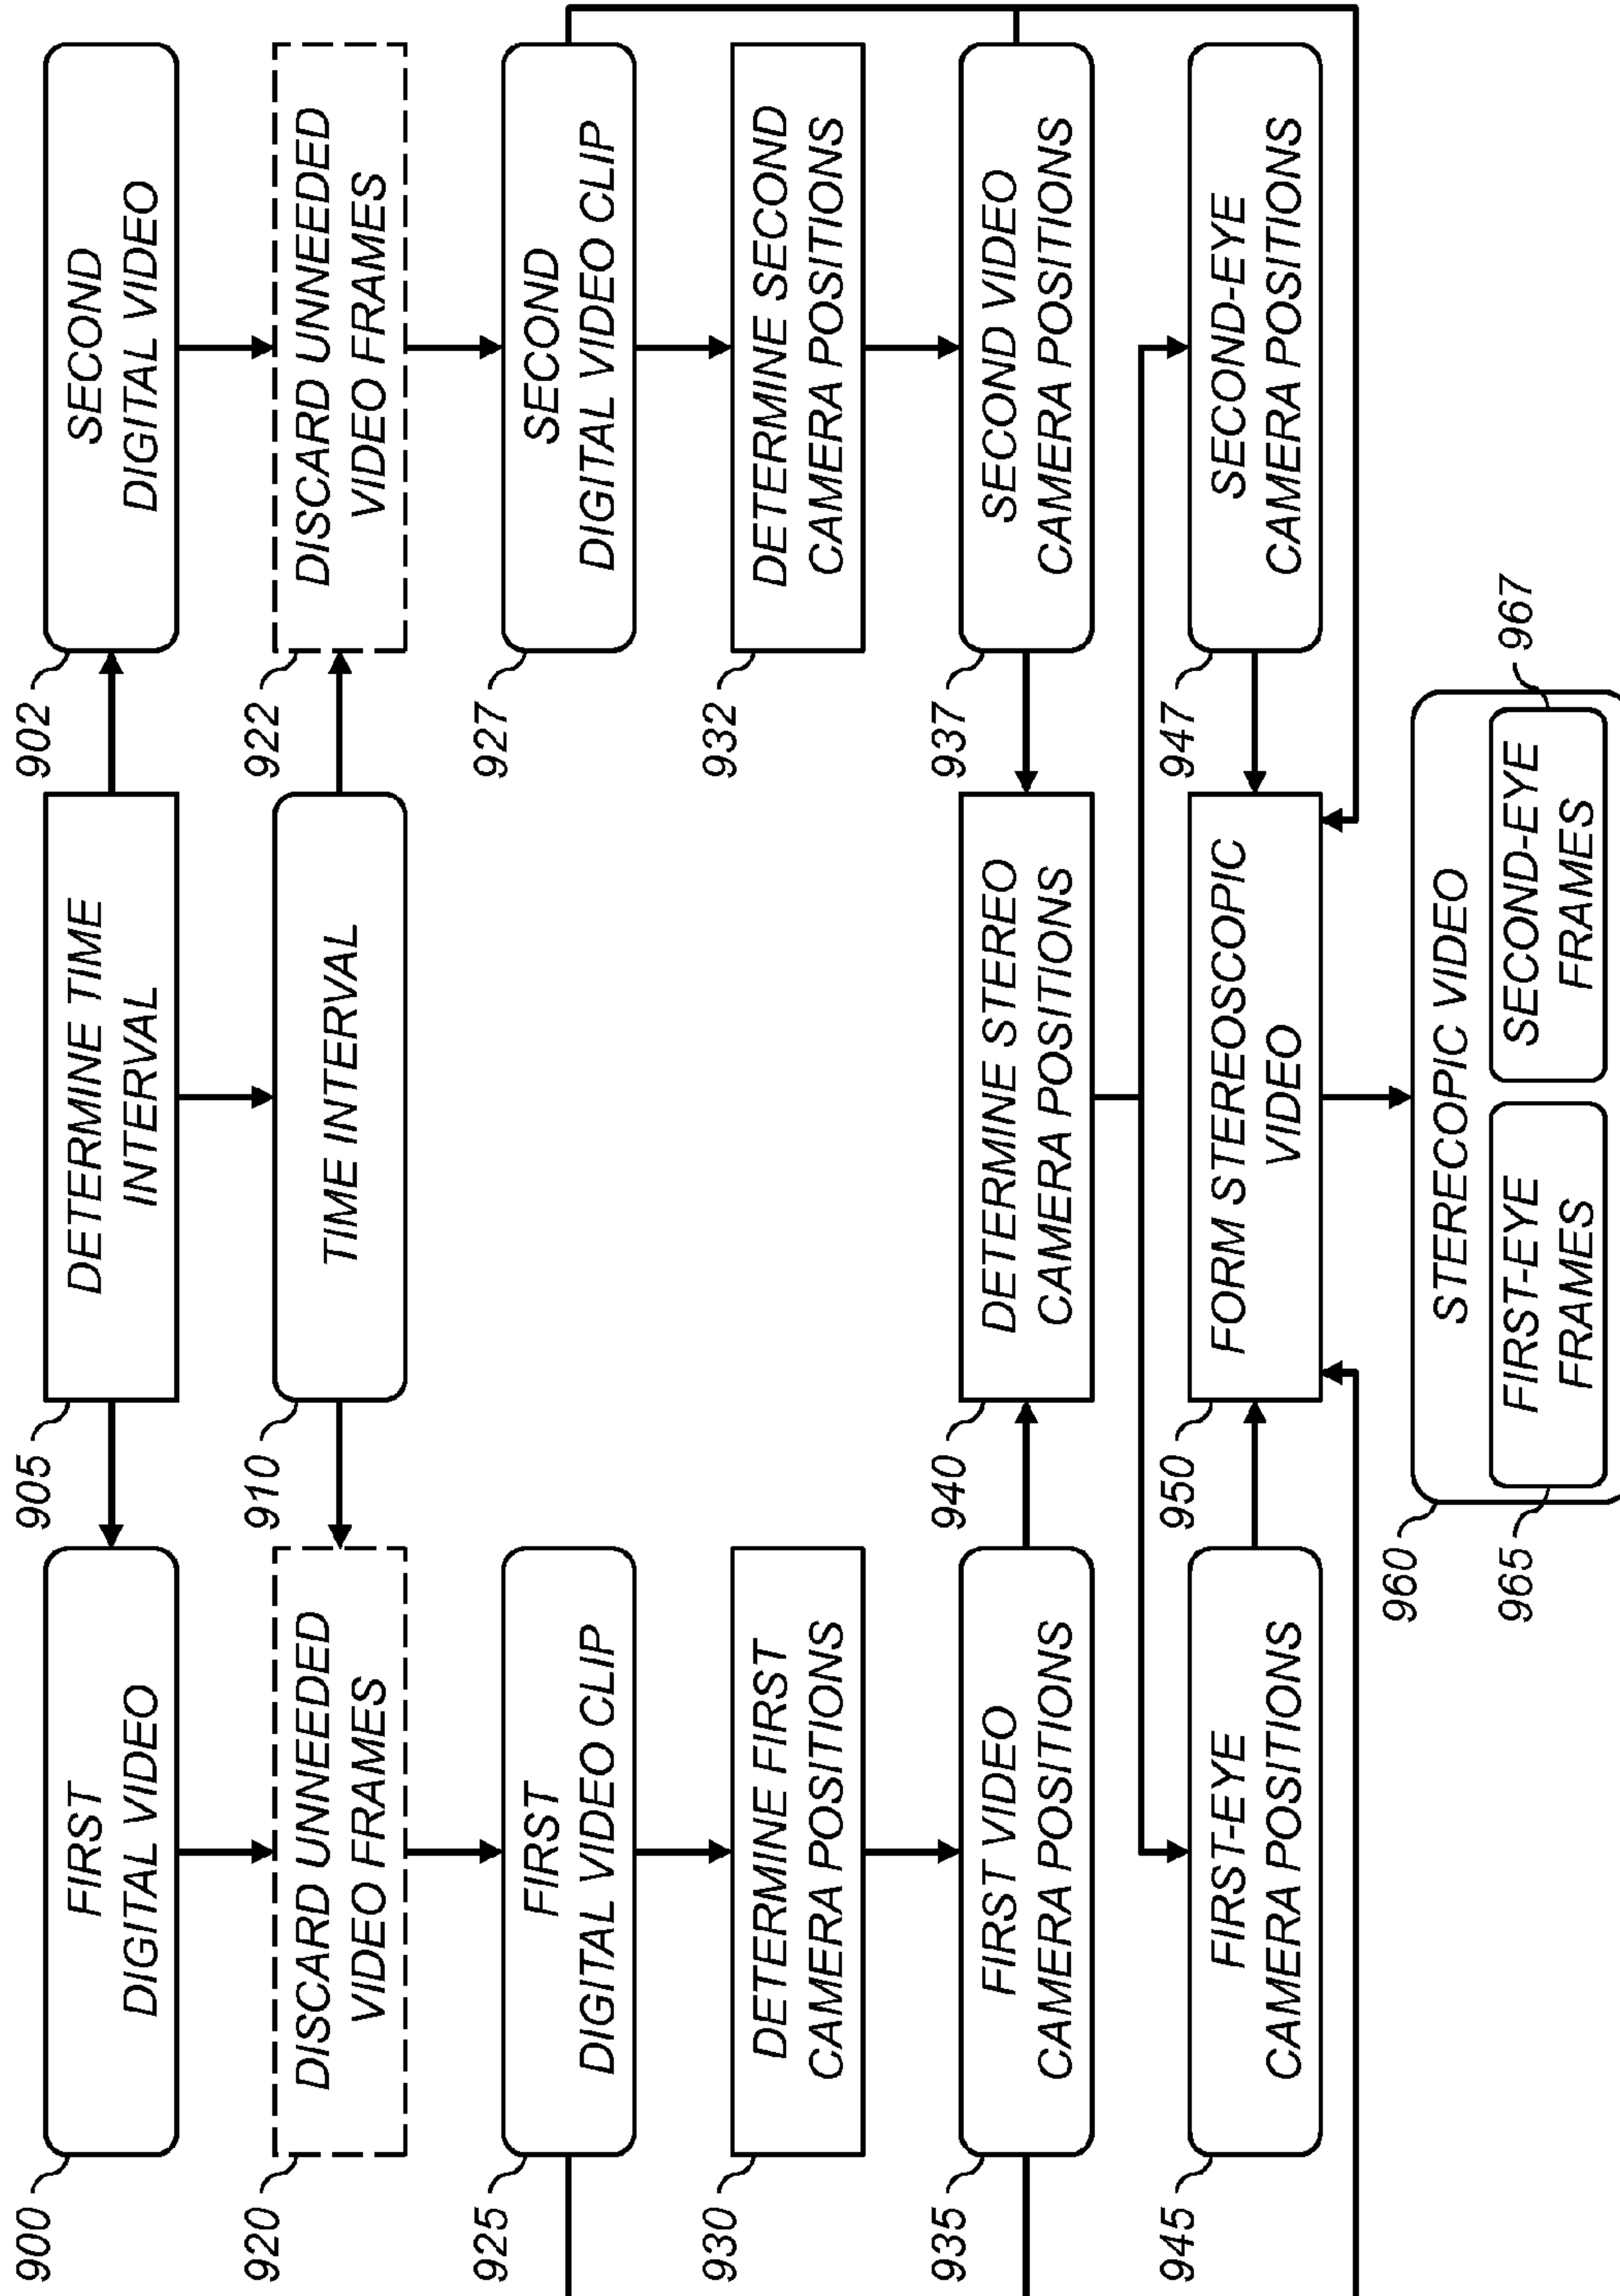 900
FIRST
DIGITAL VIDEO
905
DETERMINE TIME
INTERVAL
902
SECOND
DIGITAL VIDEO
920
DISCARD UNNEEDED
VIDEO FRAMES
910
TIME INTERVAL
922
DISCARD UNNEEDED
VIDEO FRAMES
925
FIRST
DIGITAL VIDEO CLIP
927
SECOND
DIGITAL VIDEO CLIP
930
DETERMINE FIRST
CAMERA POSITIONS
932
DETERMINE SECOND
CAMERA POSITIONS
935
FIRST VIDEO
CAMERA POSITIONS
940
DETERMINE STEREO
CAMERA POSITIONS
937
SECOND VIDEO
CAMERA POSITIONS
945
FIRST-EYE
CAMERA POSITIONS
950
FORM STEREOSCOPIC
VIDEO
947
SECOND-EYE
CAMERA POSITIONS
960
STERECOPIC VIDEO
965
FIRST-EYE
FRAMES
SECOND-EYE
FRAMES
967